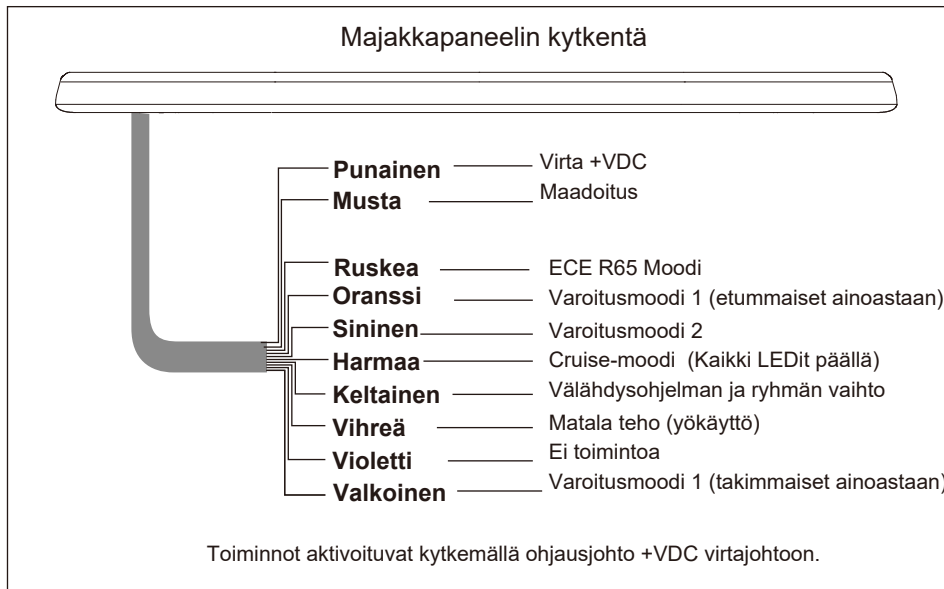 Majakkapaneelin kytkentä
Punainen Virta +VDC
Musta Maadoitus
Ruskea ECE R65 Moodi
Oranssi Varoitusmoodi 1 (etummaiset ainoastaan)
Sininen Varoitusmoodi 2
Harmaa Cruise-moodi (Kaikki LEDit päällä)
Keltainen Välähdysohjelman ja ryhmän vaihto
Vihreä Matala teho (yökäyttö)
Violetti Ei toimintoa
Valkoinen Varoitusmoodi 1 (takimmaiset ainoastaan)
Toiminnot aktivoituvat kytkemällä ohjausjohto +VDC virtajohtoon.